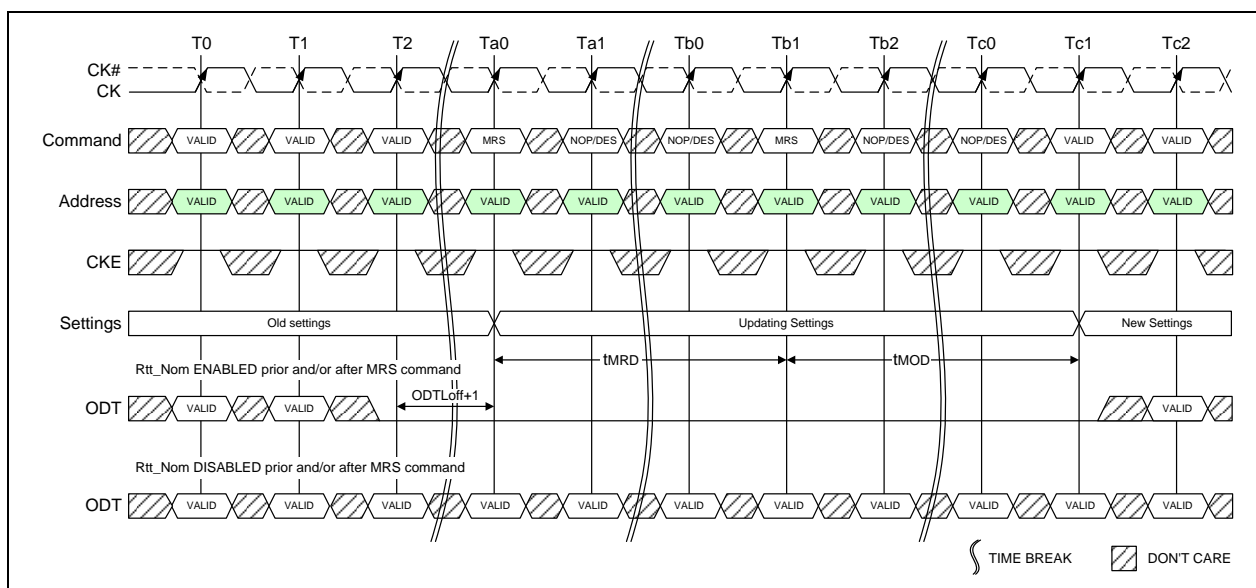 T0 T1 T2 Ta0 Ta1 Tb0 Tb1 Tb2 Tc0 Tc1 Tc2
CK#
CK
Command VALID VALID VALID MRS NOP/DES NOP/DES MRS NOP/DES NOP/DES VALID VALID
Address VALID VALID VALID VALID VALID VALID VALID VALID VALID VALID VALID
CKE
Settings Old settings Updating Settings New Settings
tMRD tMOD
Rtt_Nom ENABLED prior and/or after MRS command
ODTLoff+1
ODT VALID VALID VALID
Rtt_Nom DISABLED prior and/or after MRS command
ODT VALID VALID VALID VALID VALID VALID VALID VALID VALID VALID VALID
TIME BREAK DON'T CARE